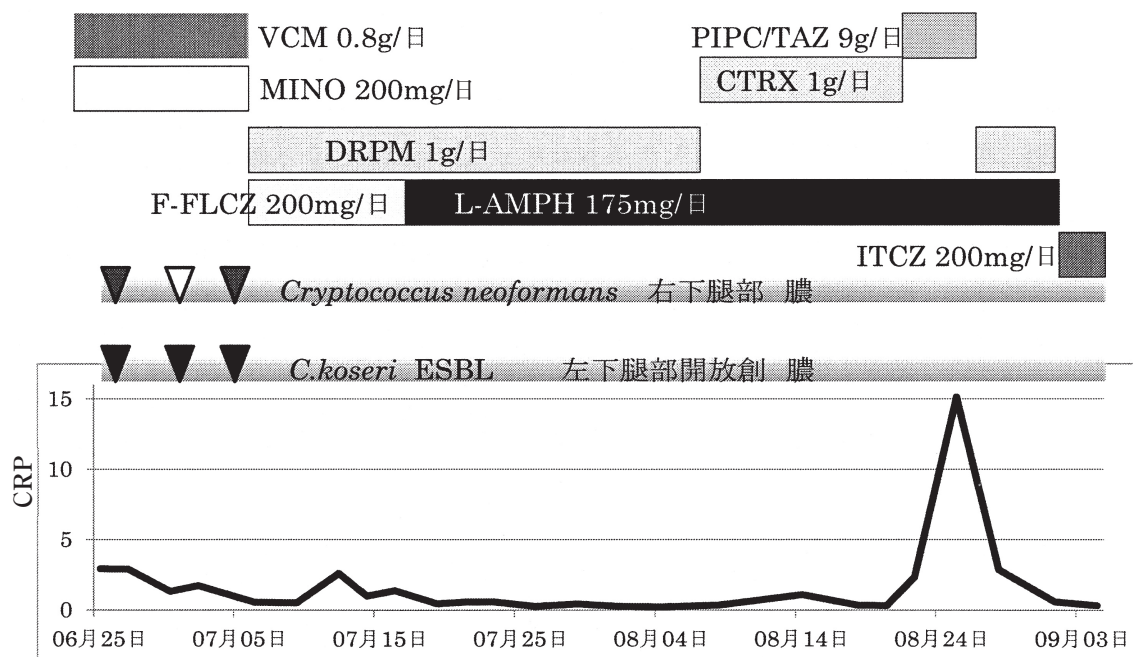 VCM 0.8g/日
PIPC/TAZ 9g/日
MINO 200mg/日
CTRX 1g/日
DRPM 1g/日
F-FLCZ 200mg/日
L-AMPH 175mg/日
ITCZ 200mg/日
Cryptococcus neoformans 右下腿部 膿
C.koseri ESBL 左下腿部開放創 膿
CRP
15
10
5
0
06月25日 07月05日 07月15日 07月25日 08月04日 08月14日 08月24日 09月03日